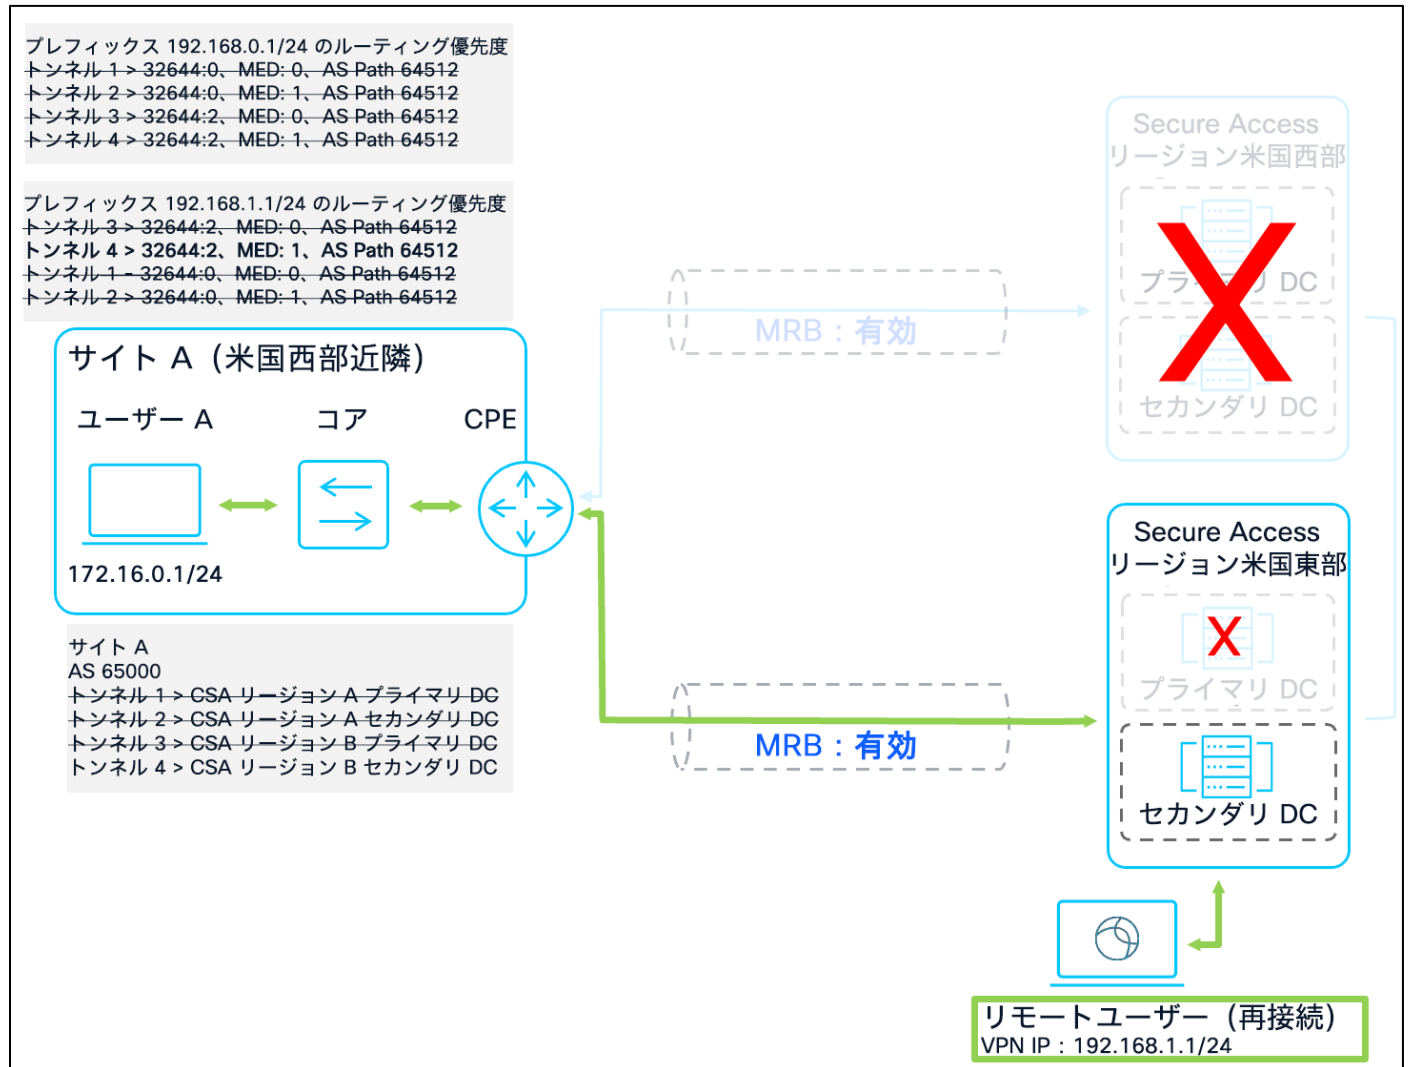 プレフィックス 192.168.0.1/24 のルーティング優先度
トンネル 1 > 32644:0、MED: 0、AS Path 64512
トンネル 2 > 32644:0、MED: 1、AS Path 64512
トンネル 3 > 32644:2、MED: 0、AS Path 64512
トンネル 4 > 32644:2、MED: 1、AS Path 64512
プレフィックス 192.168.1.1/24 のルーティング優先度
トンネル 3 > 32644:2、MED: 0、AS Path 64512
トンネル 4 > 32644:2、MED: 1、AS Path 64512
トンネル 1 - 32644:0、MED: 0、AS Path 64512
トンネル 2 > 32644:0、MED: 1、AS Path 64512
サイト A（米国西部近隣）
ユーザー A
コア
CPE
172.16.0.1/24
サイト A
AS 65000
トンネル 1 > CSA リージョン A プライマリ DC
トンネル 2 > CSA リージョン A セカンダリ DC
トンネル 3 > CSA リージョン B プライマリ DC
トンネル 4 > CSA リージョン B セカンダリ DC
MRB：有効
MRB：有効
Secure Access
リージョン米国西部
プライマリ DC
セカンダリ DC
X
Secure Access
リージョン米国東部
X
プライマリ DC
セカンダリ DC
リモートユーザー（再接続）
VPN IP：192.168.1.1/24